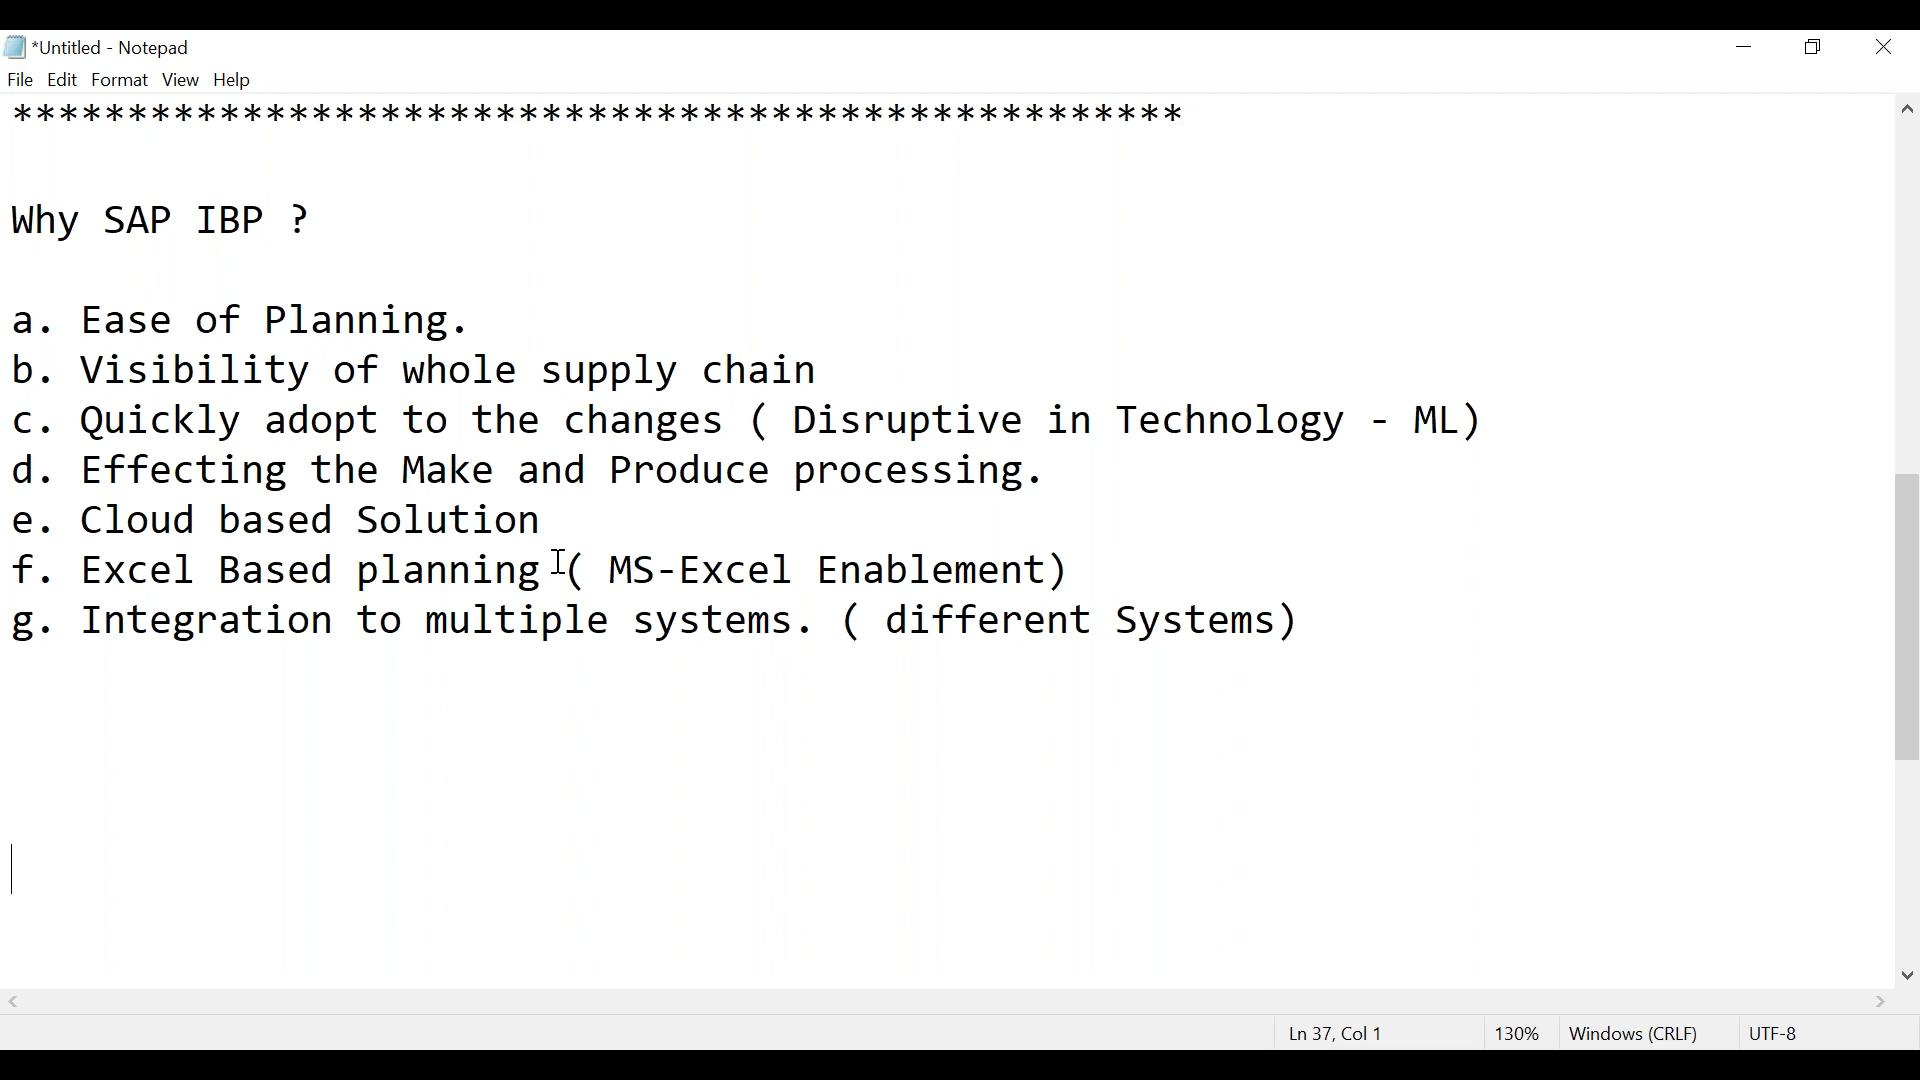 *Untitled - Notepad
File Edit Format View Help
***************************************************
Why SAP IBP ?
a. Ease of Planning.
b. Visibility of whole supply chain
c. Quickly adopt to the changes ( Disruptive in Technology - ML)
d. Effecting the Make and Produce processing.
e. Cloud based Solution
f. Excel Based planning ( MS-Excel Enablement)
g. Integration to multiple systems. ( different Systems)
Ln 37, Col 1 130% Windows (CRLF) UTF-8